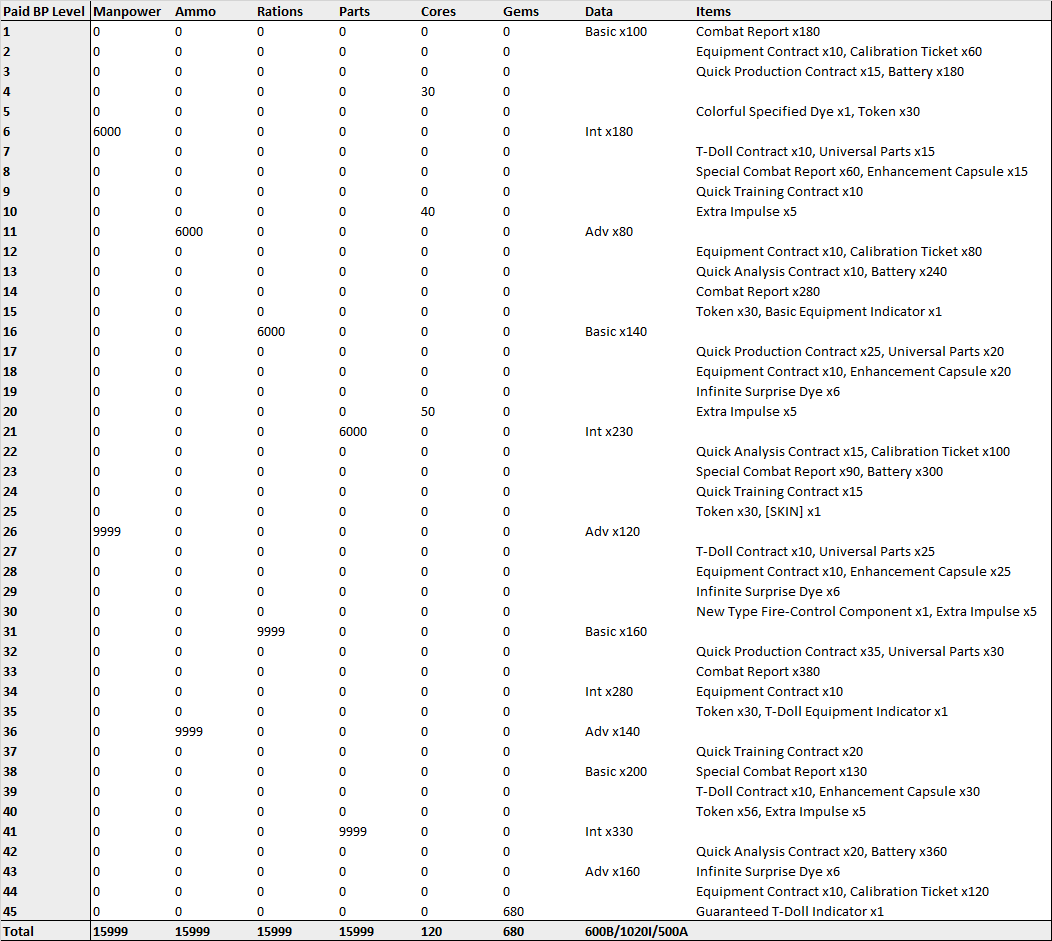 Paid BP Level Manpower Ammo Rations Parts Cores Gems Data Items
1 0 0 0 0 0 0 Basic x100 Combat Report x180
2 0 0 0 0 0 0 Equipment Contract x10, Calibration Ticket x60
3 0 0 0 0 0 0 Quick Production Contract x15, Battery x180
4 0 0 0 0 30 0
5 0 0 0 0 0 0 Colorful Specified Dye x1, Token x30
6 6000 0 0 0 0 0 Int x180
7 0 0 0 0 0 0 T-Doll Contract x10, Universal Parts x15
8 0 0 0 0 0 0 Special Combat Report x60, Enhancement Capsule x15
9 0 0 0 0 0 0 Quick Training Contract x10
10 0 0 0 0 40 0 Extra Impulse x5
11 0 6000 0 0 0 0 Adv x80
12 0 0 0 0 0 0 Equipment Contract x10, Calibration Ticket x80
13 0 0 0 0 0 0 Quick Analysis Contract x10, Battery x240
14 0 0 0 0 0 0 Combat Report x280
15 0 0 0 0 0 0 Token x30, Basic Equipment Indicator x1
16 0 0 6000 0 0 0 Basic x140
17 0 0 0 0 0 0 Quick Production Contract x25, Universal Parts x20
18 0 0 0 0 0 0 Equipment Contract x10, Enhancement Capsule x20
19 0 0 0 0 0 0 Infinite Surprise Dye x6
20 0 0 0 0 50 0 Extra Impulse x5
21 0 0 0 6000 0 0 Int x230
22 0 0 0 0 0 0 Quick Analysis Contract x15, Calibration Ticket x100
23 0 0 0 0 0 0 Special Combat Report x90, Battery x300
24 0 0 0 0 0 0 Quick Training Contract x15
25 0 0 0 0 0 0 Token x30, [SKIN] x1
26 9999 0 0 0 0 0 Adv x120
27 0 0 0 0 0 0 T-Doll Contract x10, Universal Parts x25
28 0 0 0 0 0 0 Equipment Contract x10, Enhancement Capsule x25
29 0 0 0 0 0 0 Infinite Surprise Dye x6
30 0 0 0 0 0 0 New Type Fire-Control Component x1, Extra Impulse x5
31 0 0 9999 0 0 0 Basic x160
32 0 0 0 0 0 0 Quick Production Contract x35, Universal Parts x30
33 0 0 0 0 0 0 Combat Report x380
34 0 0 0 0 0 0 Int x280 Equipment Contract x10
35 0 0 0 0 0 0 Token x30, T-Doll Equipment Indicator x1
36 0 9999 0 0 0 0 Adv x140
37 0 0 0 0 0 0 Quick Training Contract x20
38 0 0 0 0 0 0 Basic x200 Special Combat Report x130
39 0 0 0 0 0 0 T-Doll Contract x10, Enhancement Capsule x30
40 0 0 0 0 0 0 Token x56, Extra Impulse x5
41 0 0 0 9999 0 0 Int x330
42 0 0 0 0 0 0 Quick Analysis Contract x20, Battery x360
43 0 0 0 0 0 0 Adv x160 Infinite Surprise Dye x6
44 0 0 0 0 0 0 Equipment Contract x10, Calibration Ticket x120
45 0 0 0 0 0 680 Guaranteed T-Doll Indicator x1
Total 15999 15999 15999 15999 120 680 600B/1020I/500A